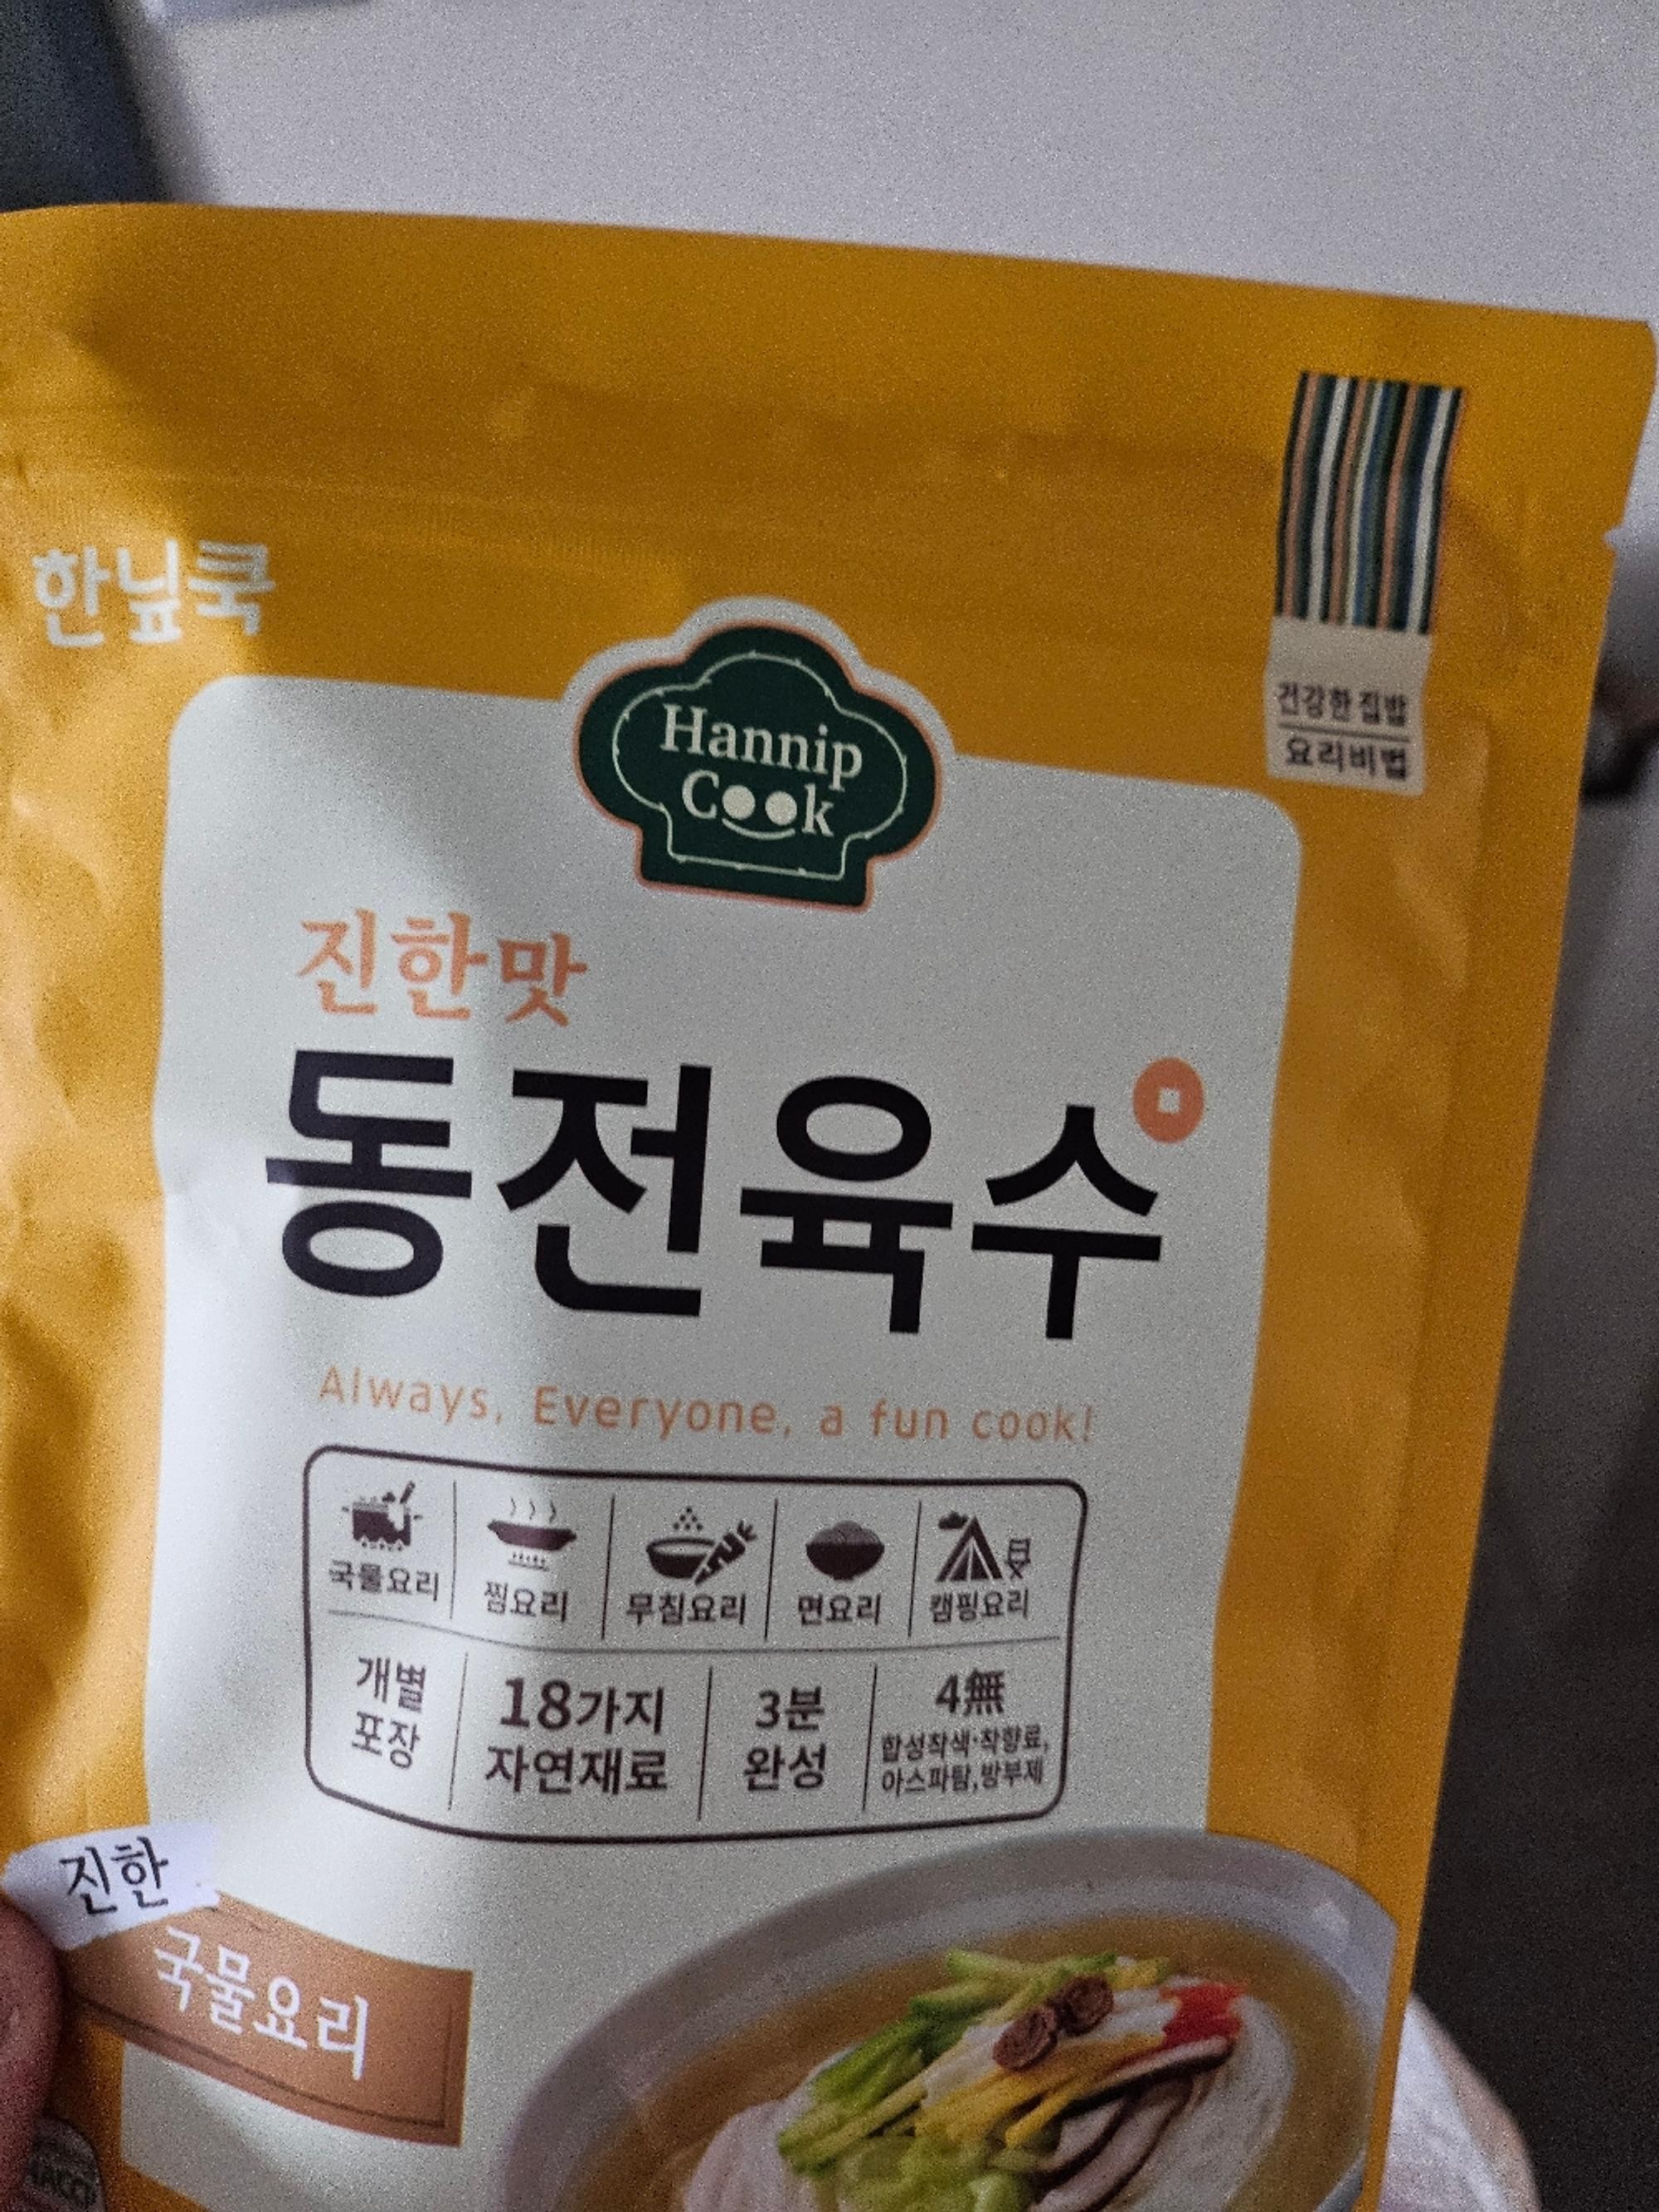 한닢쿡
건강한 집밥
요리비법
Hannip
Cook
진한맛
동전육수
Always, Everyone, a fun cook!
국물요리
찜요리
무침요리
면요리
캠핑요리
개별
포장
18가지
자연재료
3분
완성
4無
합성착색·착향료,
아스파탐,방부제
진한
국물요리
HACCP